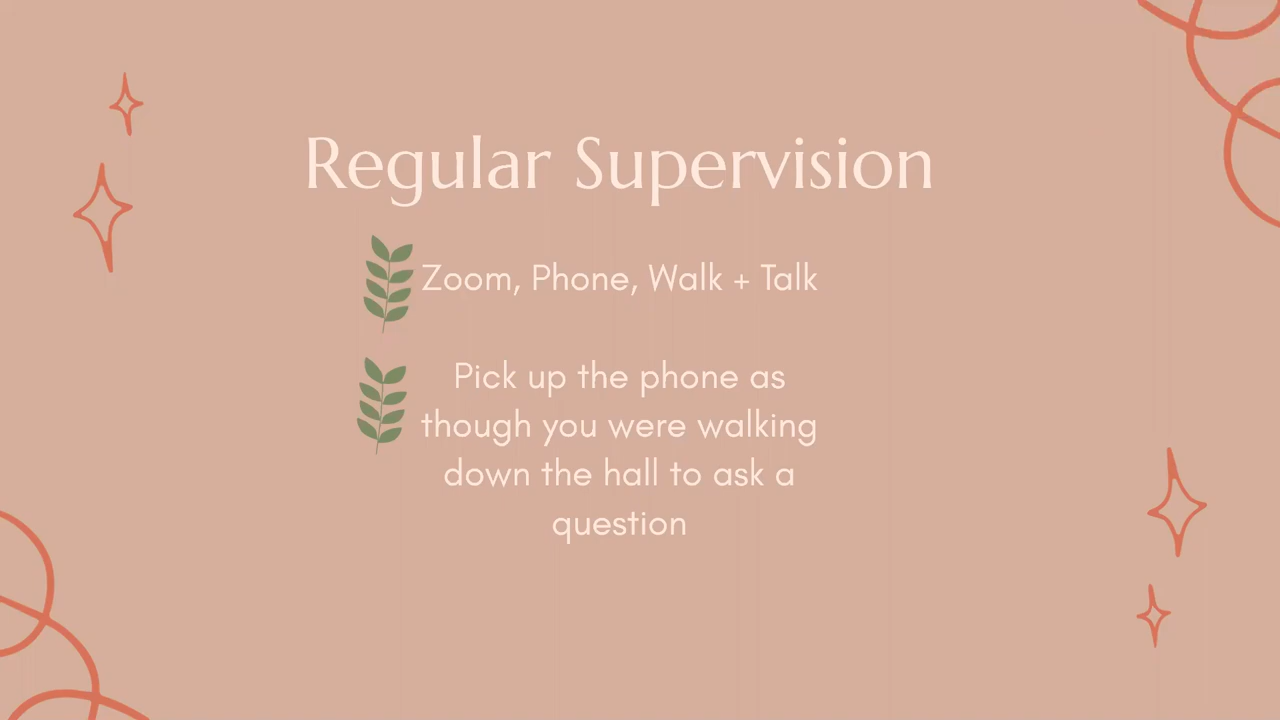 Regular Supervision
Zoom, Phone, Walk + Talk
Pick up the phone as
though you were walking
down the hall to ask a
question